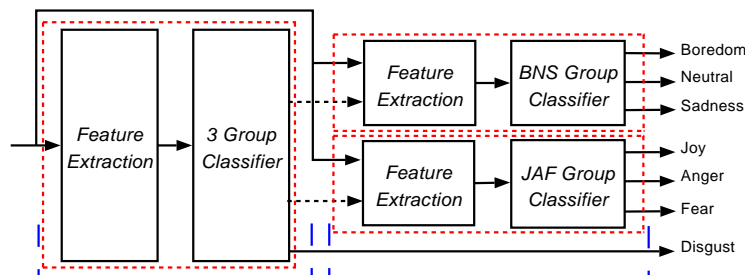 Feature
Extraction
3 Group
Classifier
Feature
Extraction
BNS Group
Classifier
Boredom
Neutral
Sadness
Feature
Extraction
JAF Group
Classifier
Joy
Anger
Fear
Disgust